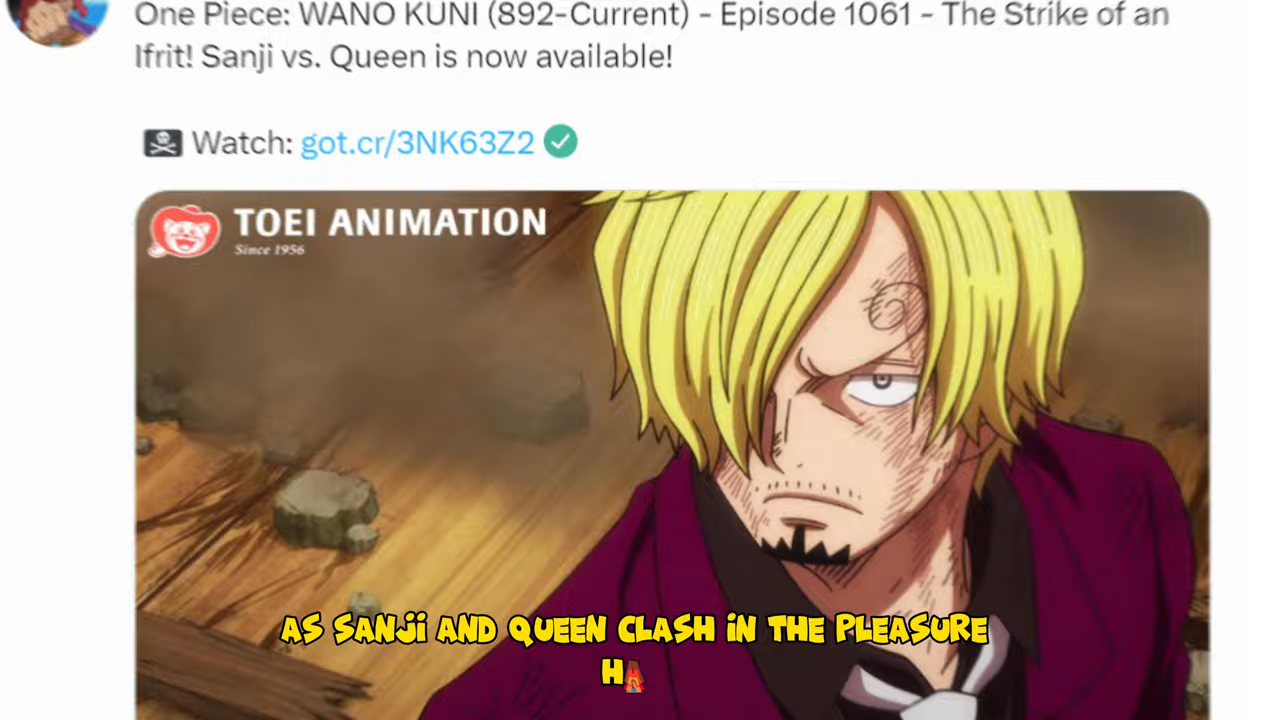 One Piece: WANO KUNI (892-Current) - Episode 1061 - The Strike of an
Ifrit! Sanji vs. Queen is now available!
Watch: got.cr/3NK63Z2
TOEI ANIMATION
Since 1956
AS SANJI AND QUEEN CLASH IN THE PLEASURE
HA